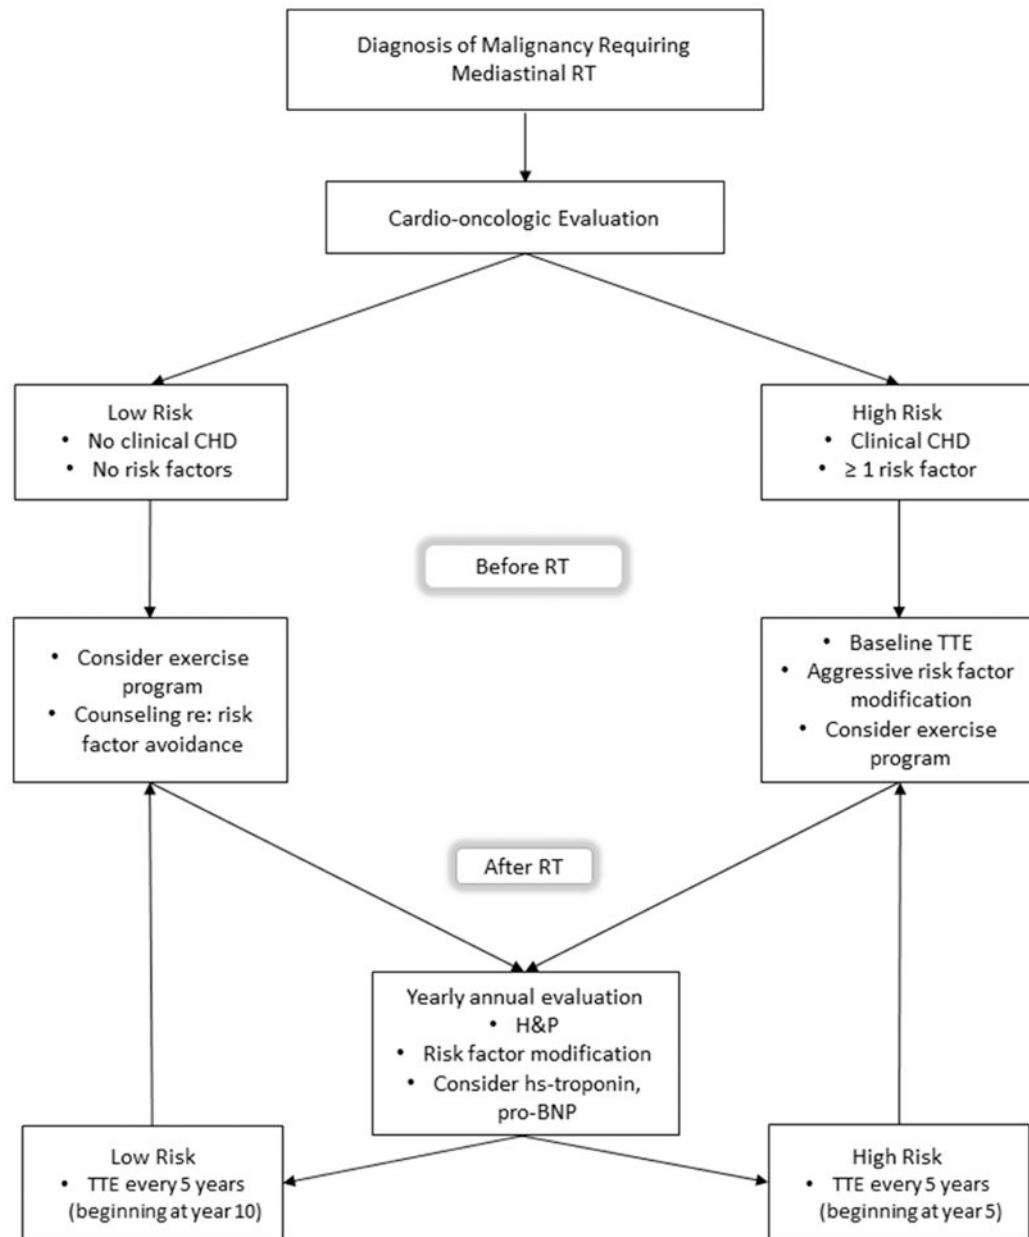 Diagnosis of Malignancy Requiring
Mediastinal RT
Cardio-oncologic Evaluation
Low Risk
• No clinical CHD
• No risk factors
High Risk
• Clinical CHD
• ≥ 1 risk factor
Before RT
• Consider exercise
program
• Counseling re: risk
factor avoidance
• Baseline TTE
• Aggressive risk factor
modification
• Consider exercise
program
After RT
Yearly annual evaluation
• H&P
• Risk factor modification
• Consider hs-troponin,
pro-BNP
Low Risk
• TTE every 5 years
(beginning at year 10)
High Risk
• TTE every 5 years
(beginning at year 5)